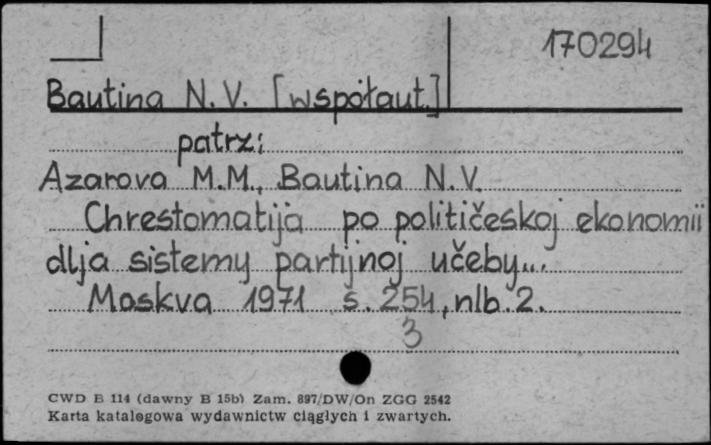 170294
Bautina N. V. [współaut.]
patrz:
Azarova M.M., Bautina N.V.
Chrestomatija po političeskoj ekonomii
dlja sistemy partijnoj učeby...
Moskva 1971 s. 254, nlb. 2.
3
CWD B 114 (dawny B 15b) Zam. 897/DW/On ZGG 2542
Karta katalogowa wydawnictw ciągłych i zwartych.